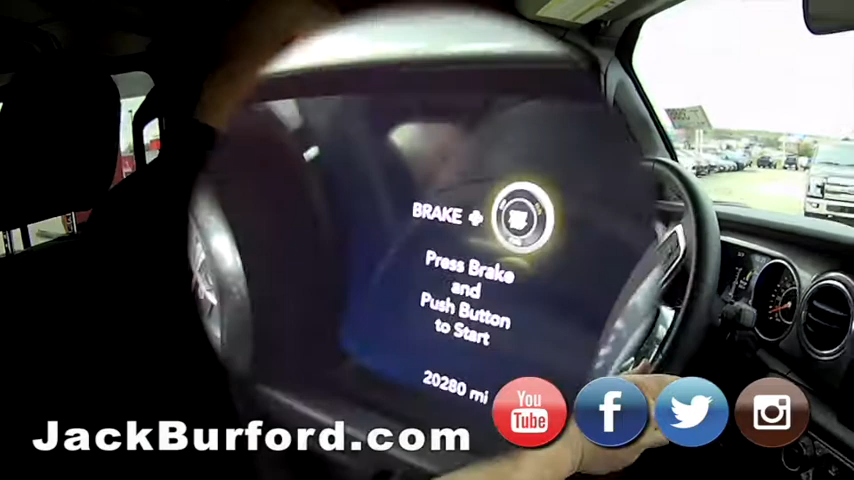 BRAKE +
Press Brake
and
Push Button
to Start
20280 mi
JackBurford.com
You
Tube
f